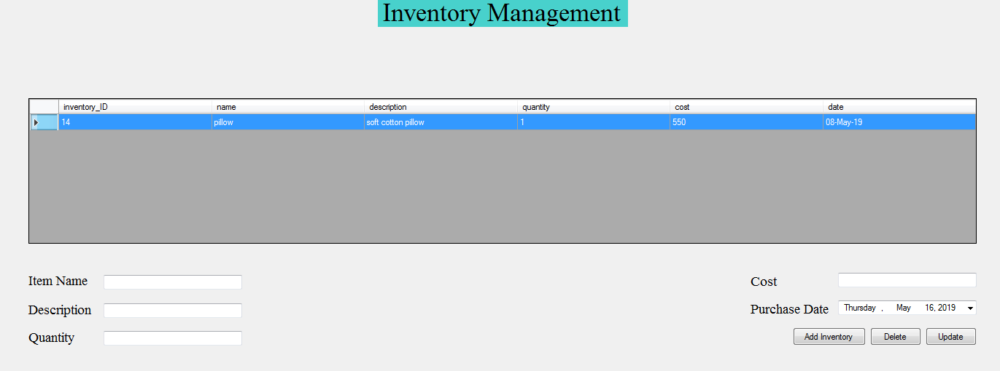 Inventory Management
inventory_ID name description quantity cost date
14 pillow soft cotton pillow 1 550 08-May-19
Item Name
Cost
Description
Purchase Date Thursday , May 16, 2019
Quantity
Add Inventory Delete Update